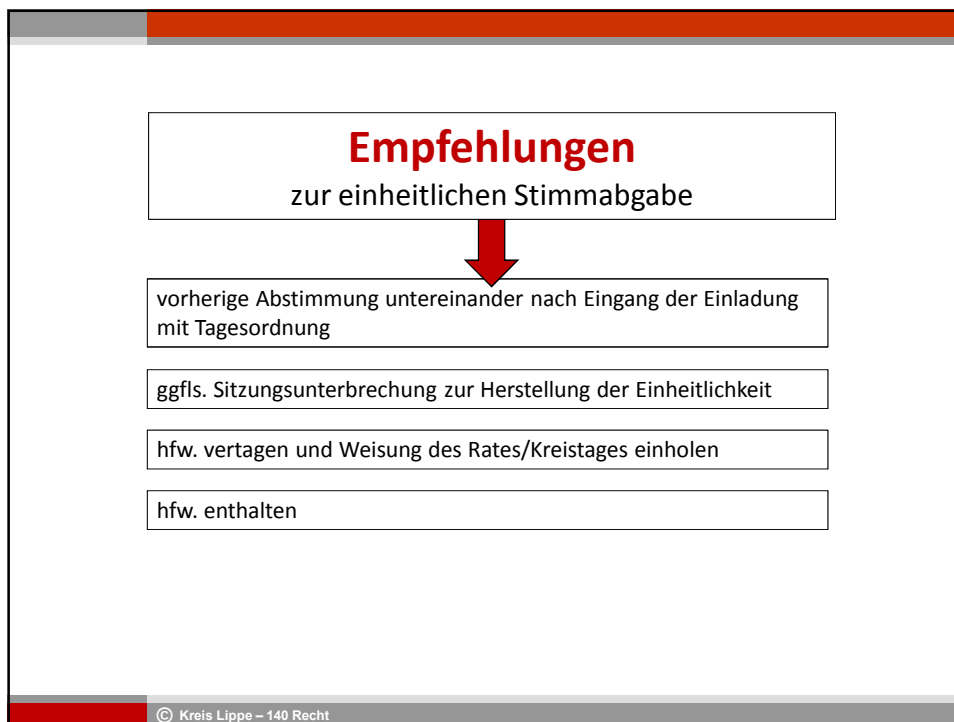 Empfehlungen
zur einheitlichen Stimmabgabe
vorherige Abstimmung untereinander nach Eingang der Einladung
mit Tagesordnung
ggfls. Sitzungsunterbrechung zur Herstellung der Einheitlichkeit
hfw. vertagen und Weisung des Rates/Kreistages einholen
hfw. enthalten
© Kreis Lippe – 140 Recht